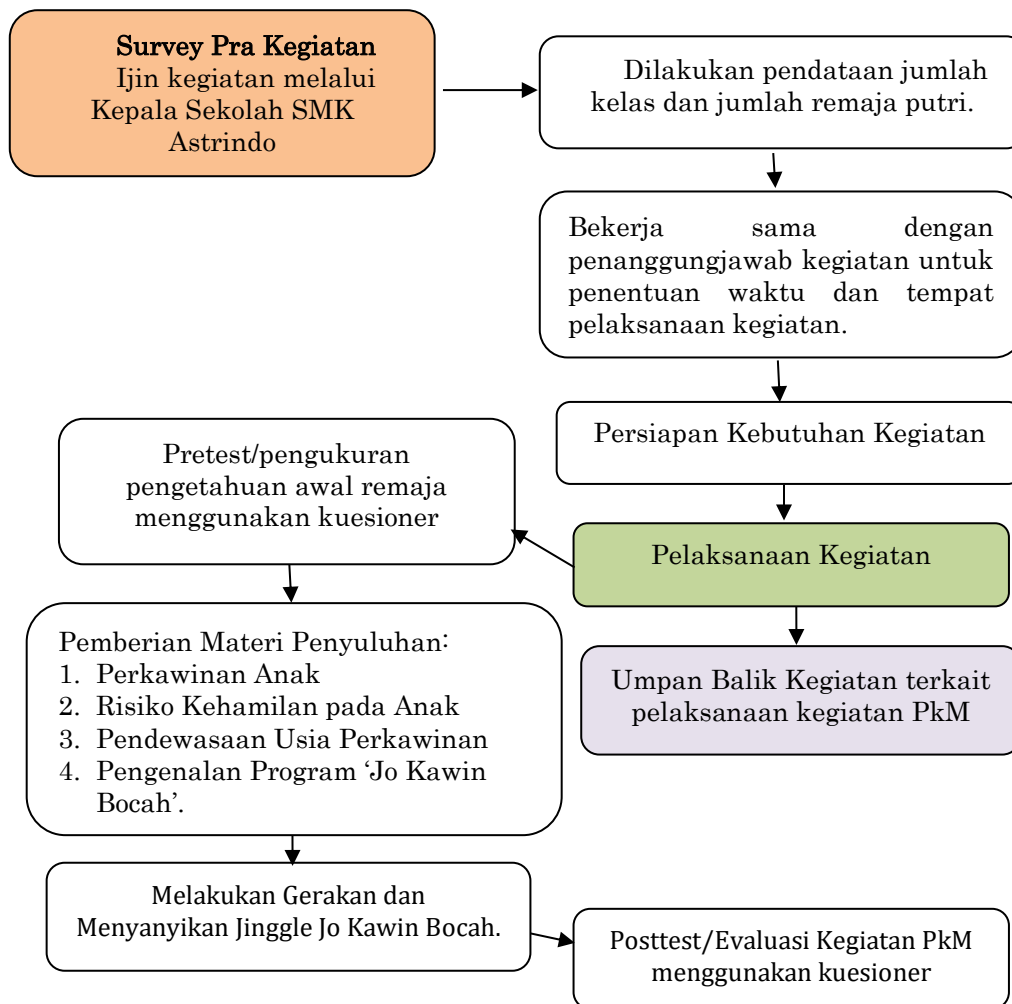 Survey Pra Kegiatan
Ijin kegiatan melalui
Kepala Sekolah SMK
Astrindo
Dilakukan pendataan jumlah
kelas dan jumlah remaja putri.
Bekerja sama dengan
penanggungjawab kegiatan untuk
penentuan waktu dan tempat
pelaksanaan kegiatan.
Persiapan Kebutuhan Kegiatan
Pelaksanaan Kegiatan
Pretest/pengukuran
pengetahuan awal remaja
menggunakan kuesioner
Pemberian Materi Penyuluhan:
1. Perkawinan Anak
2. Risiko Kehamilan pada Anak
3. Pendewasaan Usia Perkawinan
4. Pengenalan Program ‘Jo Kawin
Bocah’.
Melakukan Gerakan dan
Menyanyikan Jinggle Jo Kawin Bocah.
Posttest/Evaluasi Kegiatan PkM
menggunakan kuesioner
Umpan Balik Kegiatan terkait
pelaksanaan kegiatan PkM